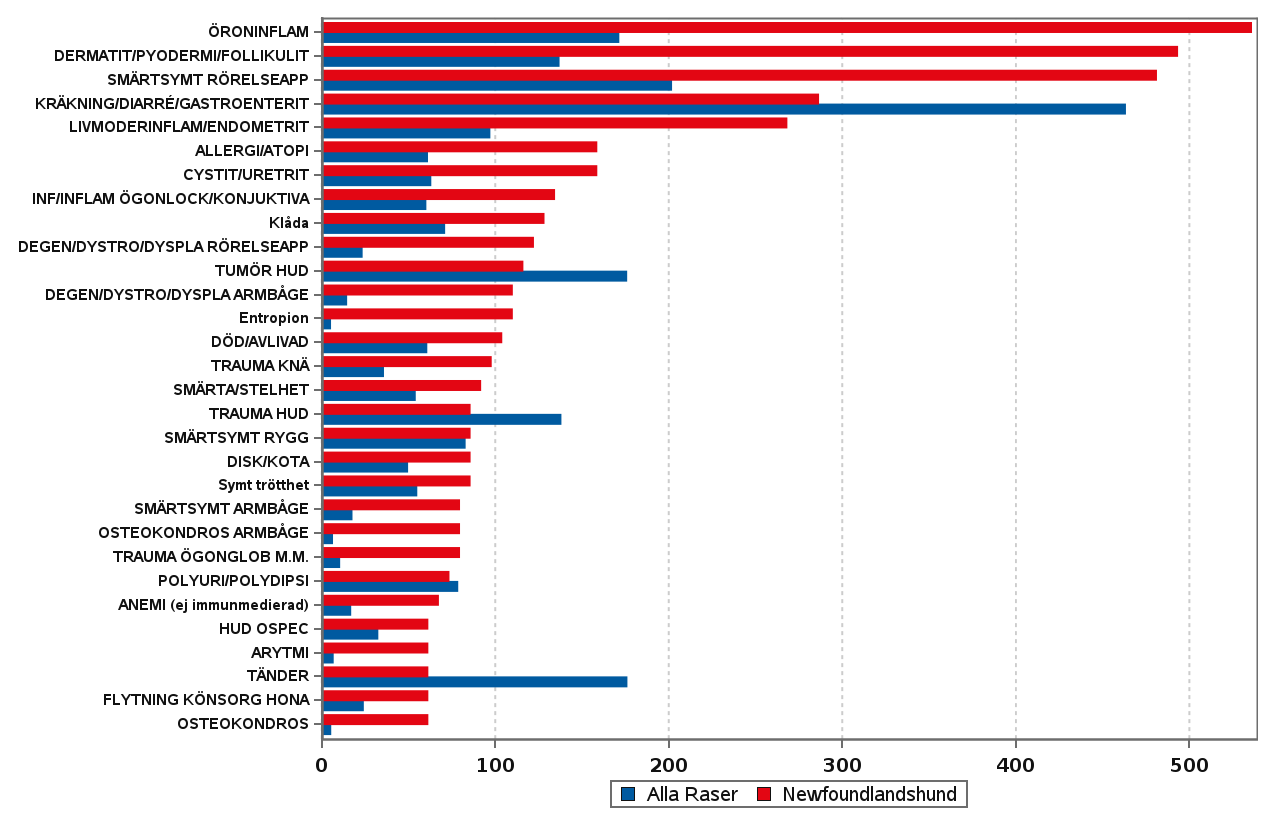 ÖRONINFLAM
DERMATIT/PYODERMI/FOLLIKULIT
SMÄRTSYMT RÖRELSEAPP
KRÄKNING/DIARRÉ/GASTROENTERIT
LIVMODERINFLAM/ENDOMETRIT
ALLERGI/ATOPI
CYSTIT/URETRIT
INF/INFLAM ÖGONLOCK/KONJUKTIVA
Klåda
DEGEN/DYSTRO/DYSPLA RÖRELSEAPP
TUMÖR HUD
DEGEN/DYSTRO/DYSPLA ARMBÅGE
Entropion
DÖD/AVLIVAD
TRAUMA KNÄ
SMÄRTA/STELHET
TRAUMA HUD
SMÄRTSYMT RYGG
DISK/KOTA
Symt trötthet
SMÄRTSYMT ARMBÅGE
OSTEOKONDROS ARMBÅGE
TRAUMA ÖGONGLOB M.M.
POLYURI/POLYDIPSI
ANEMI (ej immunmedierad)
HUD OSPEC
ARYTMI
TÄNDER
FLYTNING KÖNSORG HONA
OSTEOKONDROS
0 100 200 300 400 500
Alla Raser Newfoundlandshund